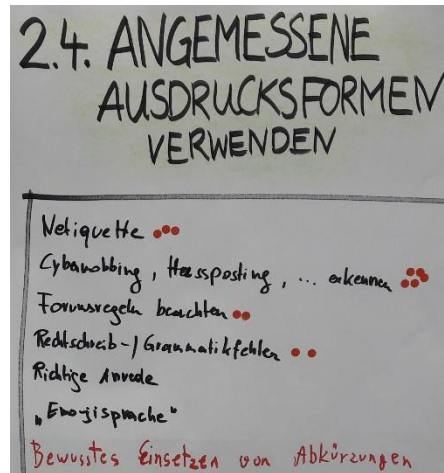 2.4. ANGEMESSENE
AUSDRUCKSFORMEN
VERWENDEN
Netiquette
Cybermobbing, Hassposting, ... erkennen
Forumsregeln beachten
Rechtschreib-/Grammatikfehler
Richtige Anrede
„Emojisprache“
Bewusstes Einsetzen von Abkürzungen